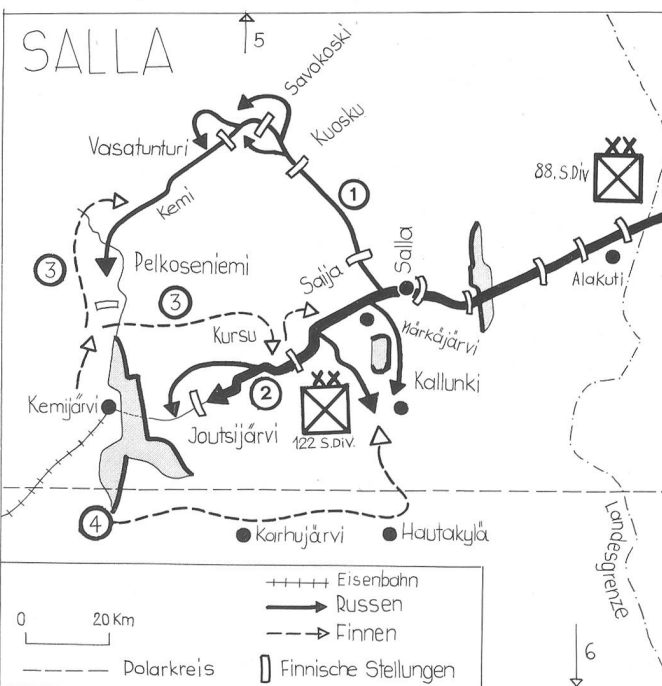 SALLA
5
Savokoski
Kuosku
Vasatunturi
88. S.Div
1
Kemi
3
Pelkoseniemi
Saija
Salla
Alakuti
3
Kursu
Märkäjärvi
2
Kallunki
Kemijärvi
Joutsijärvi
122 S.DIV.
4
Karhujärvi
Hautakylä
Landesgrenze
Eisenbahn
Russen
0 20 Km
Finnen
6
Polarkreis
Finnische Stellungen